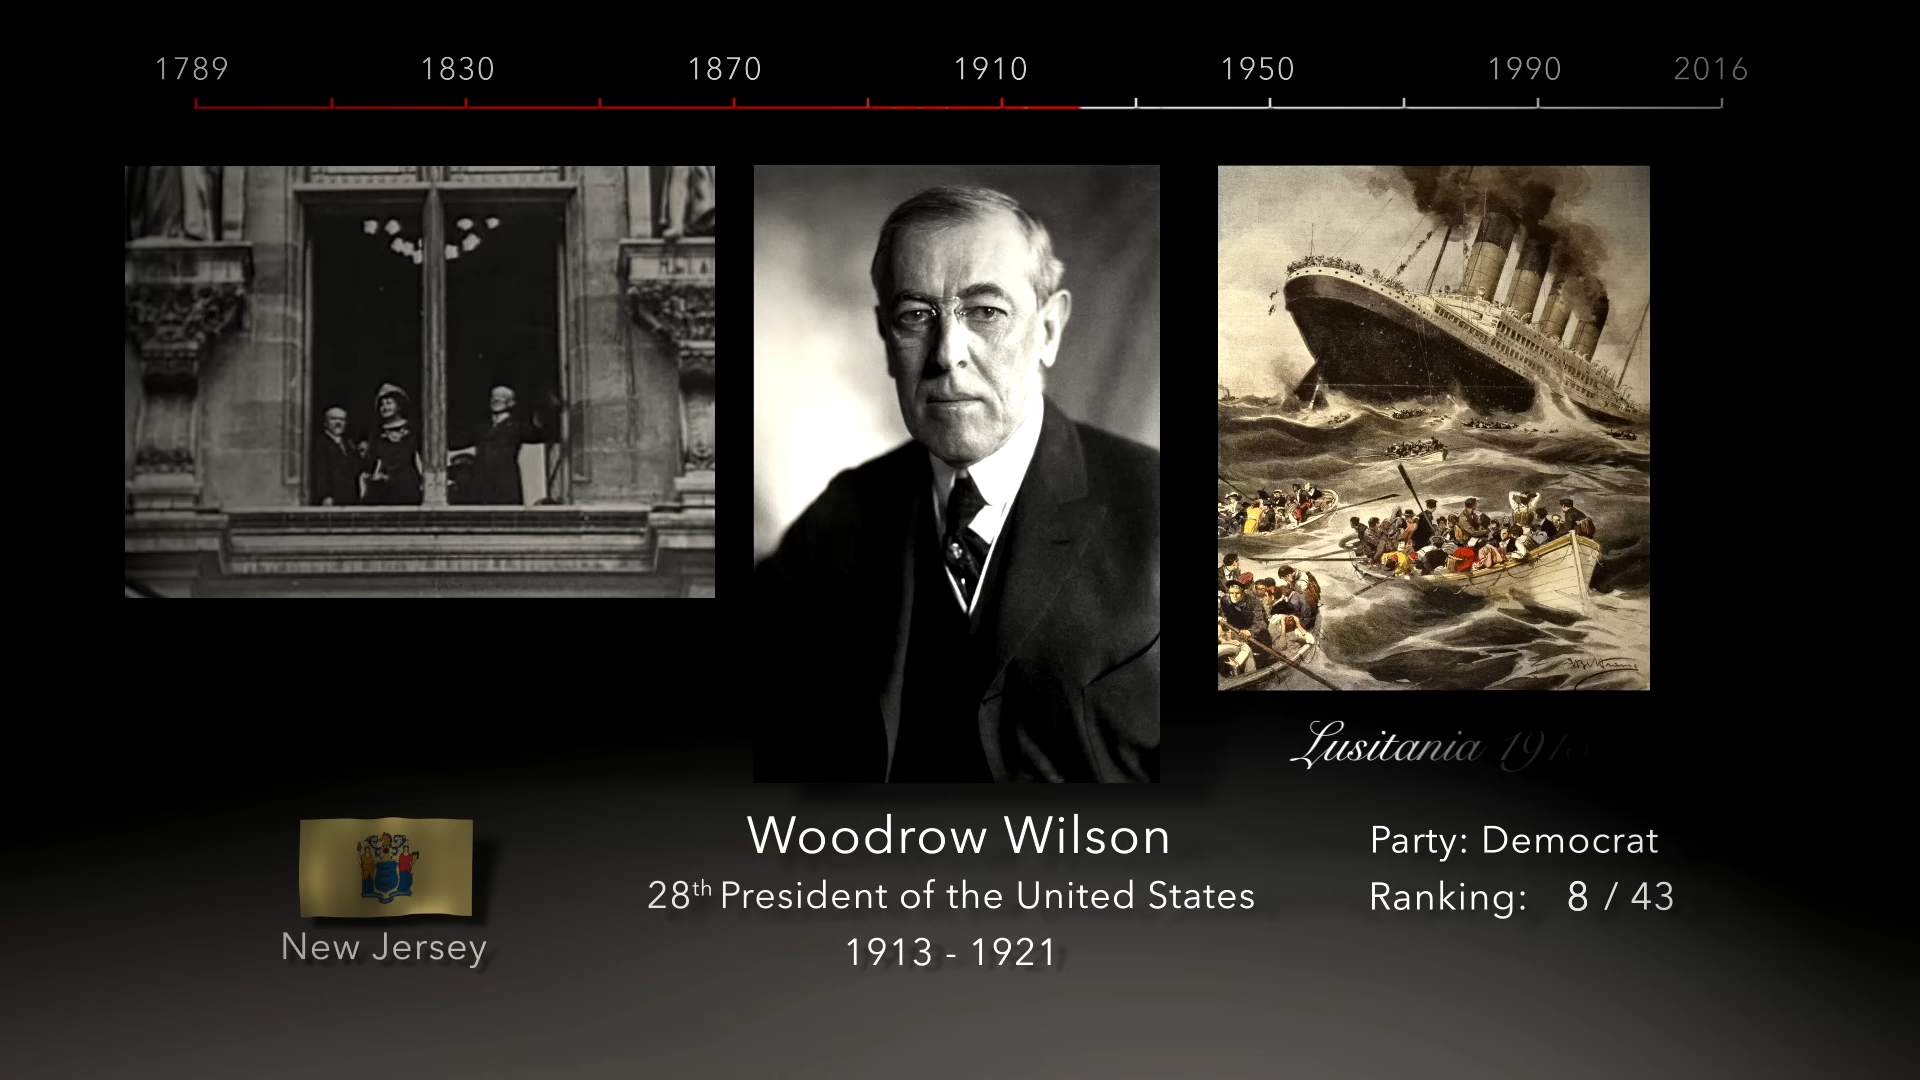 1789 1830 1870 1910 1950 1990 2016
Lusitania
New Jersey
Woodrow Wilson
28th President of the United States
1913 - 1921
Party: Democrat
Ranking: 8 / 43